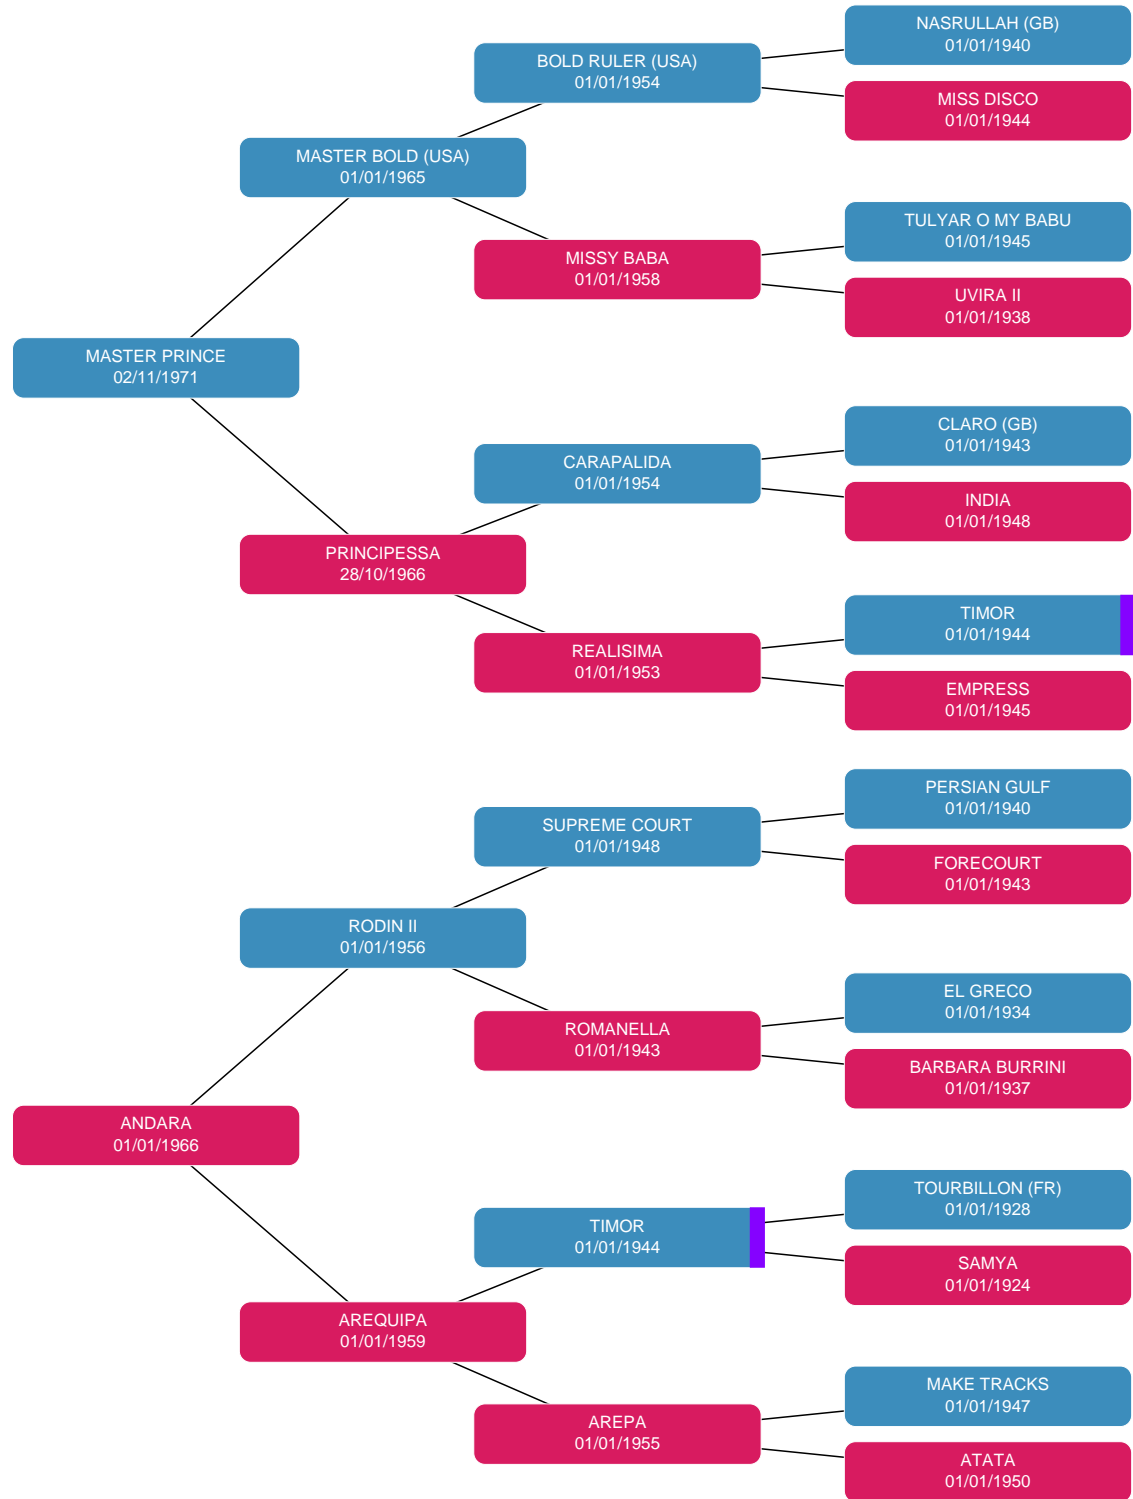 NASRULLAH (GB)
01/01/1940
BOLD RULER (USA)
01/01/1954
MISS DISCO
01/01/1944
MASTER BOLD (USA)
01/01/1965
TULYAR O MY BABU
01/01/1945
MISSY BABA
01/01/1958
UVIRA II
01/01/1938
MASTER PRINCE
02/11/1971
CLARO (GB)
01/01/1943
CARAPALIDA
01/01/1954
INDIA
01/01/1948
PRINCIPESSA
28/10/1966
TIMOR
01/01/1944
REALISIMA
01/01/1953
EMPRESS
01/01/1945
PERSIAN GULF
01/01/1940
SUPREME COURT
01/01/1948
FORECOURT
01/01/1943
RODIN II
01/01/1956
EL GRECO
01/01/1934
ROMANELLA
01/01/1943
BARBARA BURRINI
01/01/1937
ANDARA
01/01/1966
TOURBILLON (FR)
01/01/1928
TIMOR
01/01/1944
SAMYA
01/01/1924
AREQUIPA
01/01/1959
MAKE TRACKS
01/01/1947
AREPA
01/01/1955
ATATA
01/01/1950